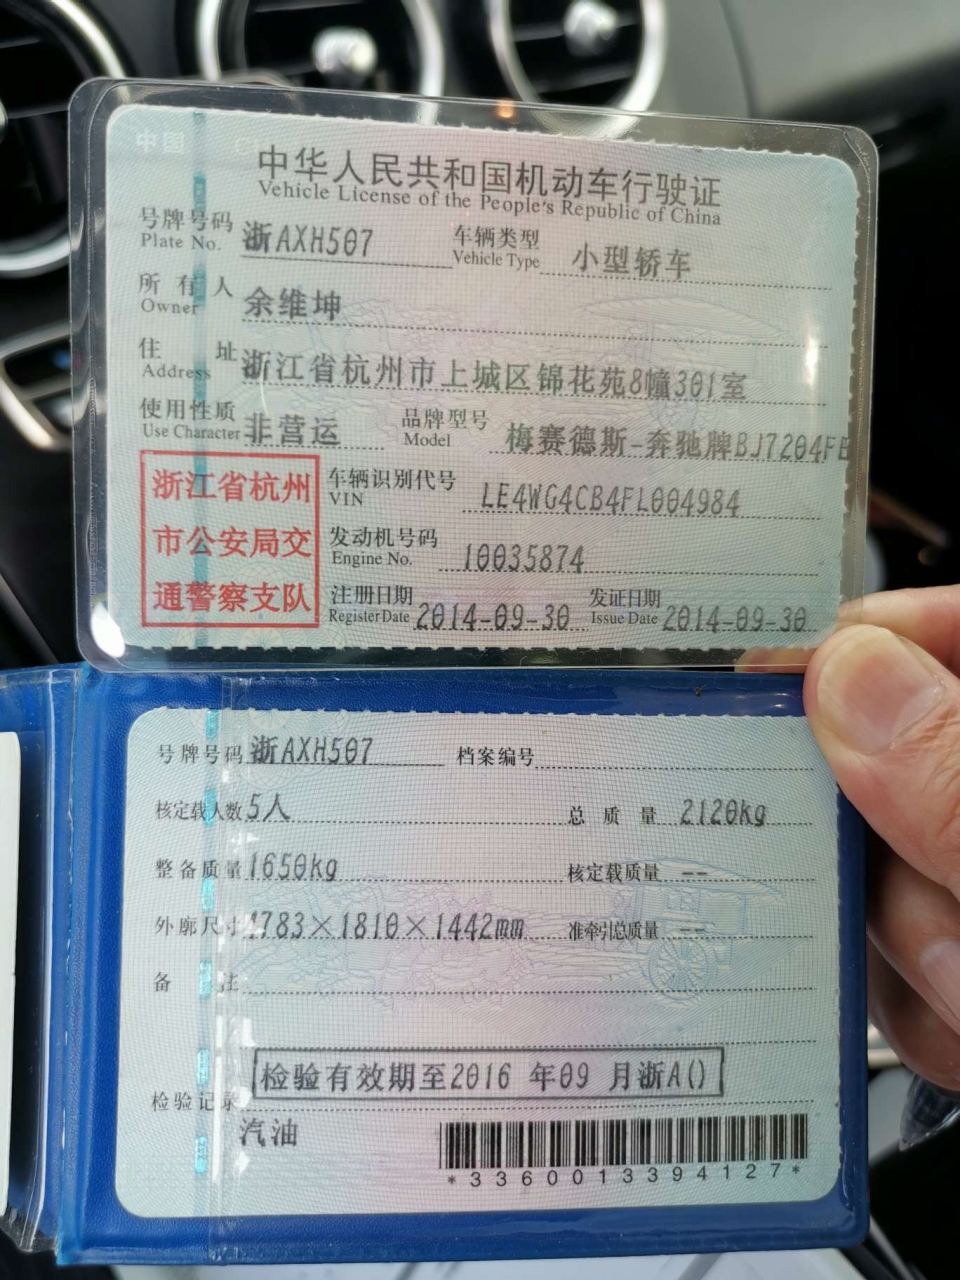 中国
中华人民共和国机动车行驶证
Vehicle License of the People's Republic of China
号牌号码 浙AXH507 车辆类型 小型轿车
Plate No. Vehicle Type
所有人 余维坤
Owner
住址 浙江省杭州市上城区锦花苑8幢301室
Address
使用性质 非营运 品牌型号 梅赛德斯-奔驰牌BJ7204FE
Use Character Model
浙江省杭州
市公安局交
通警察支队
车辆识别代号 LE4WG4CB4FL004984
VIN
发动机号码 10035874
Engine No.
注册日期 2014-09-30 发证日期 2014-09-30
Register Date Issue Date
号牌号码 浙AXH507 档案编号
核定载人数 5人 总质量 2120kg
整备质量 1650kg 核定载质量 --
外廓尺寸 4783×1810×1442mm 准牵引总质量 --
备注
检验有效期至2016 年09 月浙A()
检验记录
汽油
*3360013394127*